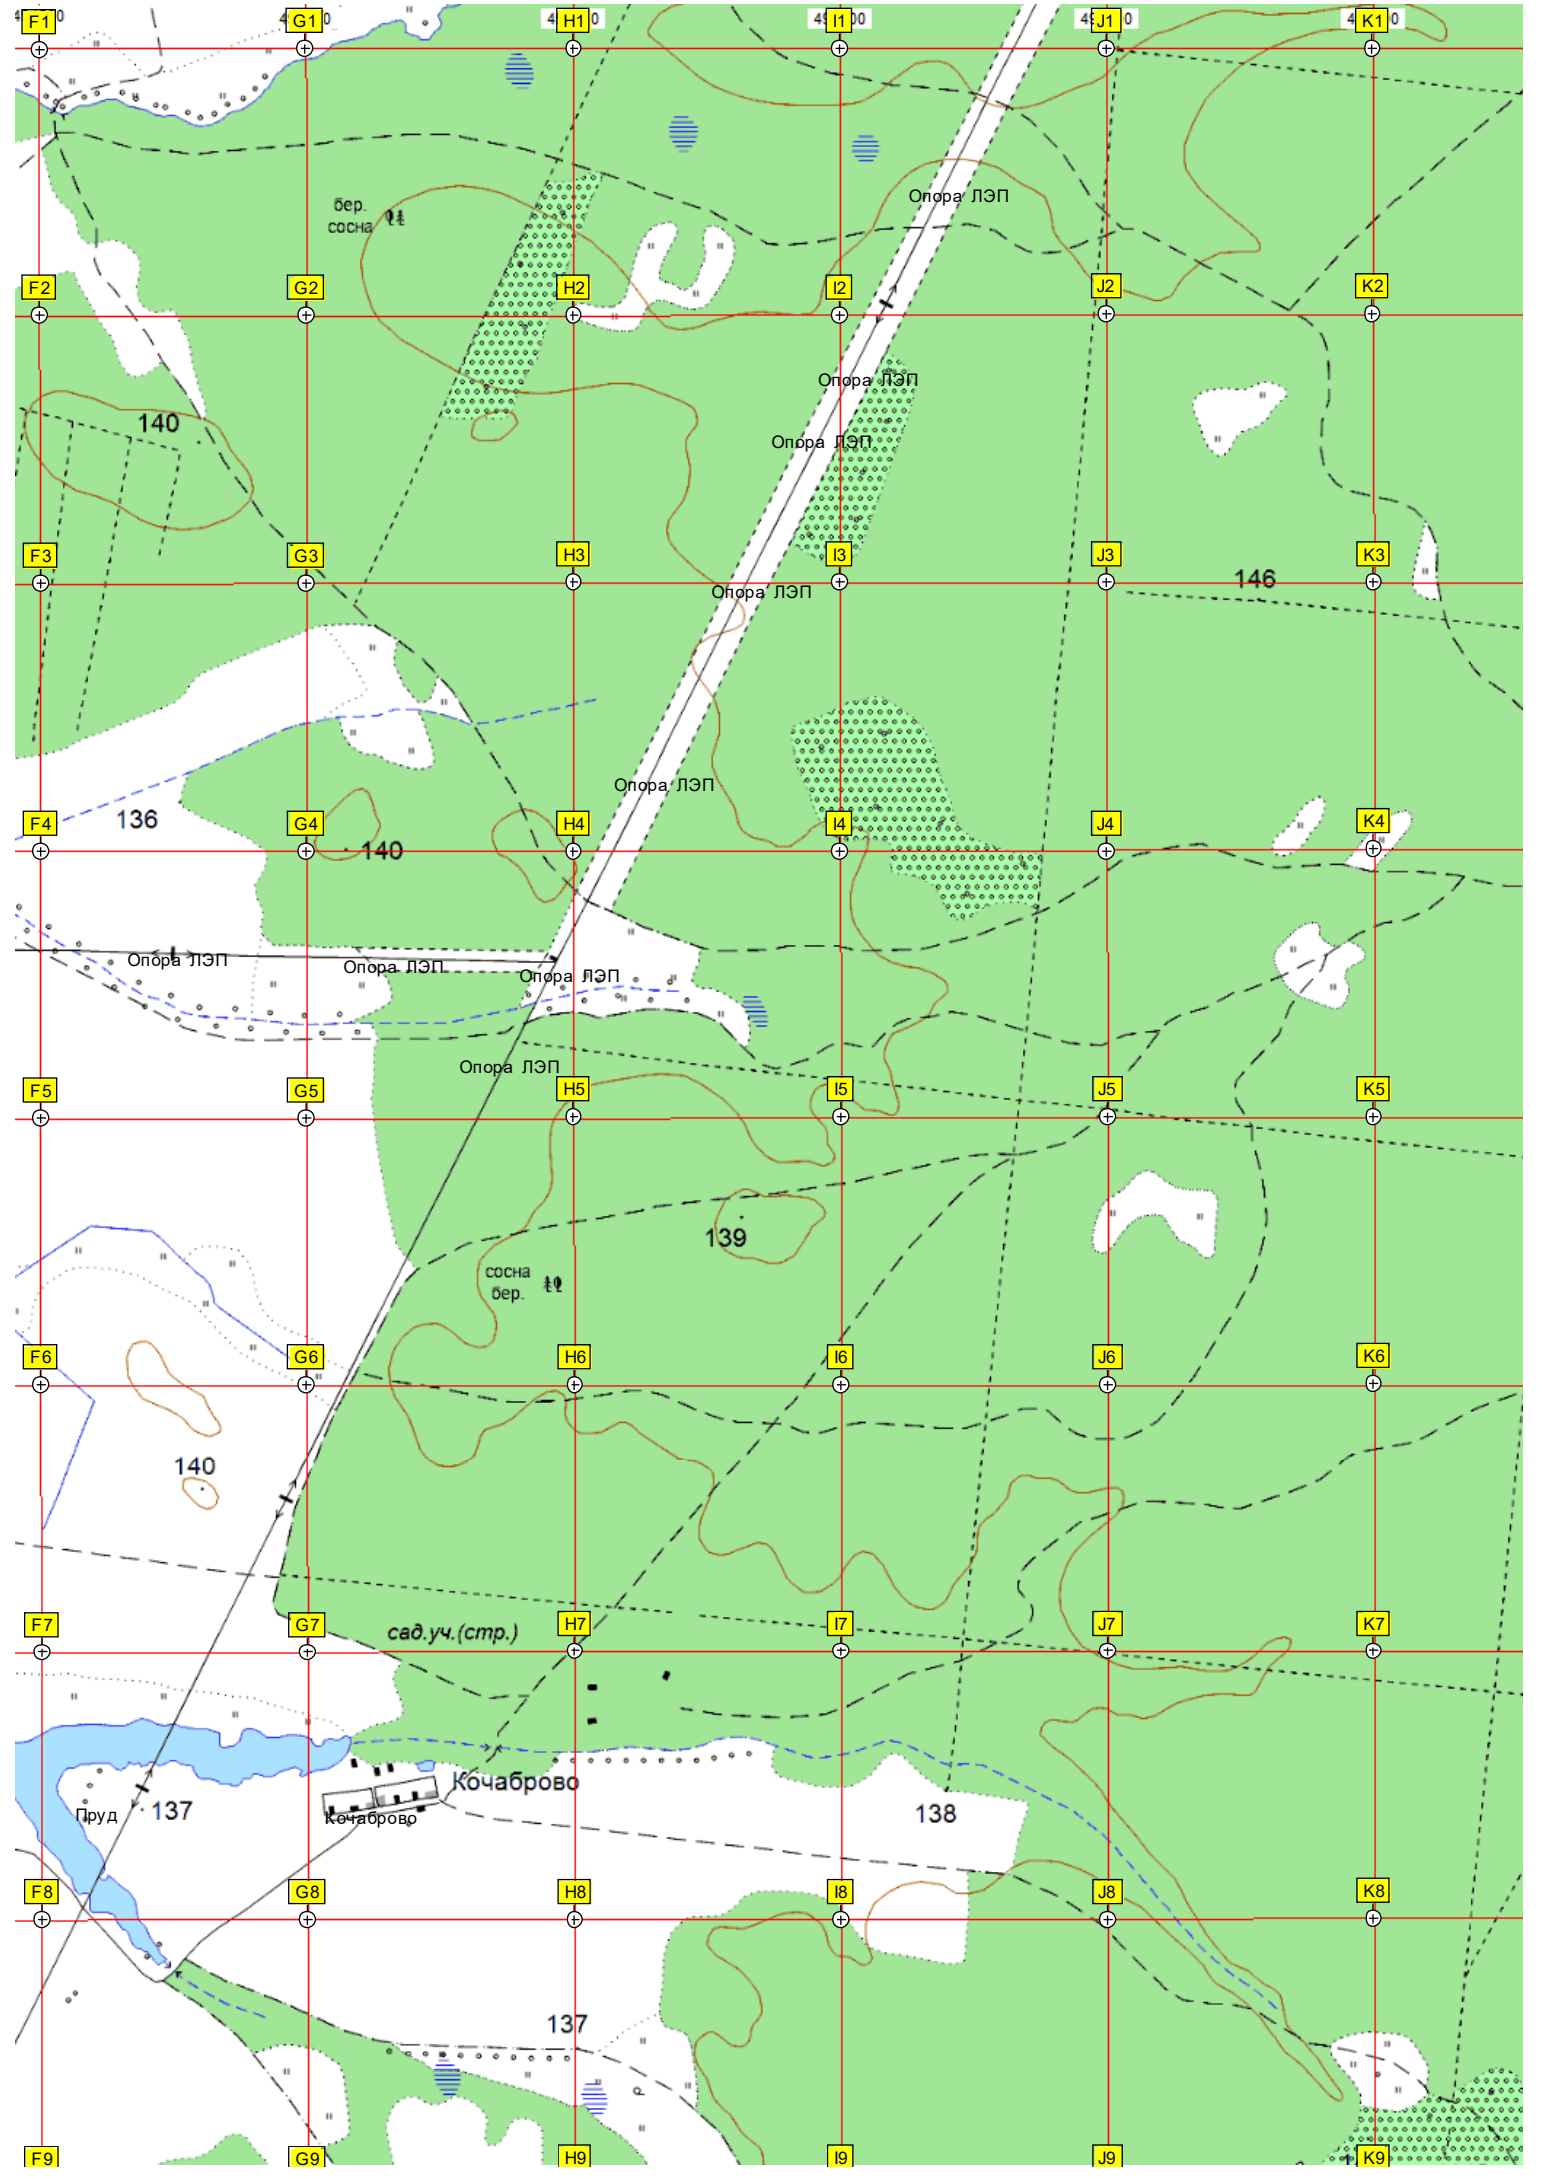 F1
G1
H1
I1
J1
K1
бер.
сосна
Опора ЛЭП
F2
G2
H2
I2
J2
K2
Опора ЛЭП
140
Опора ЛЭП
F3
G3
H3
I3
J3
K3
146
Опора ЛЭП
Опора ЛЭП
136
F4
G4
H4
I4
J4
K4
140
Опора ЛЭП
Опора ЛЭП
Опора ЛЭП
Опора ЛЭП
F5
G5
H5
I5
J5
K5
139
сосна
бер.
F6
G6
H6
I6
J6
K6
140
F7
G7
сад.уч.(стр.)
H7
I7
J7
K7
Кочаброво
Пруд
137
Кочаброво
138
F8
G8
H8
I8
J8
K8
137
F9
G9
H9
I9
J9
K9